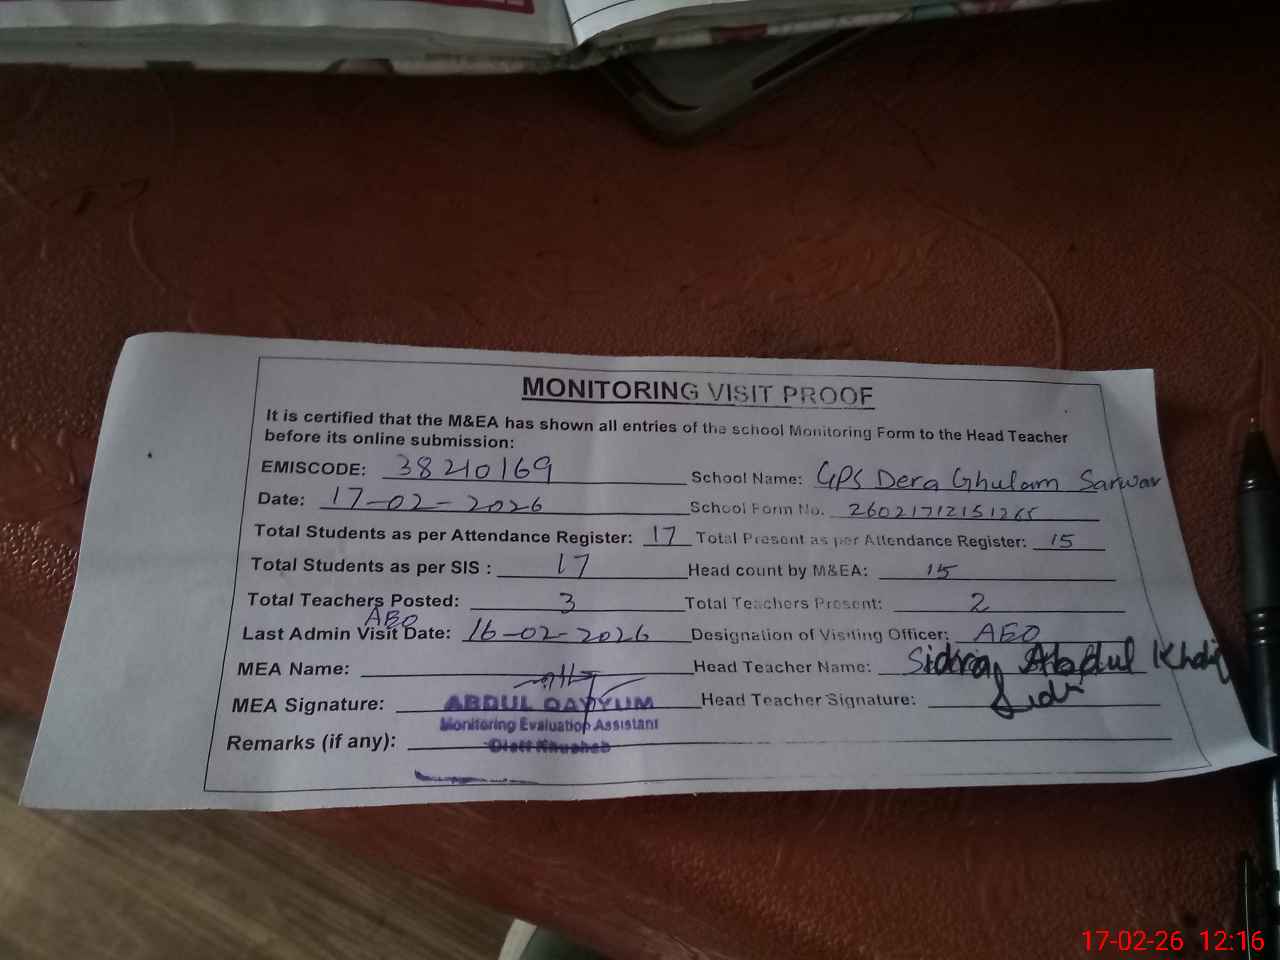 MONITORING VISIT PROOF
It is certified that the M&EA has shown all entries of the school Monitoring Form to the Head Teacher
before its online submission:
EMISCODE: 38210169 School Name: GPS Dera Ghulam Sarwar
Date: 17-02-2026 School Form No. 26021712151265
Total Students as per Attendance Register: 17 Total Present as per Attendance Register: 15
Total Students as per SIS : 17 Head count by M&EA: 15
Total Teachers Posted: 3 Total Teachers Present: 2
AEO
Last Admin Visit Date: 16-02-2026 Designation of Visiting Officer: AEO
MEA Name: Head Teacher Name: Sidra Abdul
MEA Signature: ABDUL QAYYUM Head Teacher Signature:
Monitoring Evaluation Assistant
Remarks (if any): Distt Khushab
17-02-26 12:16